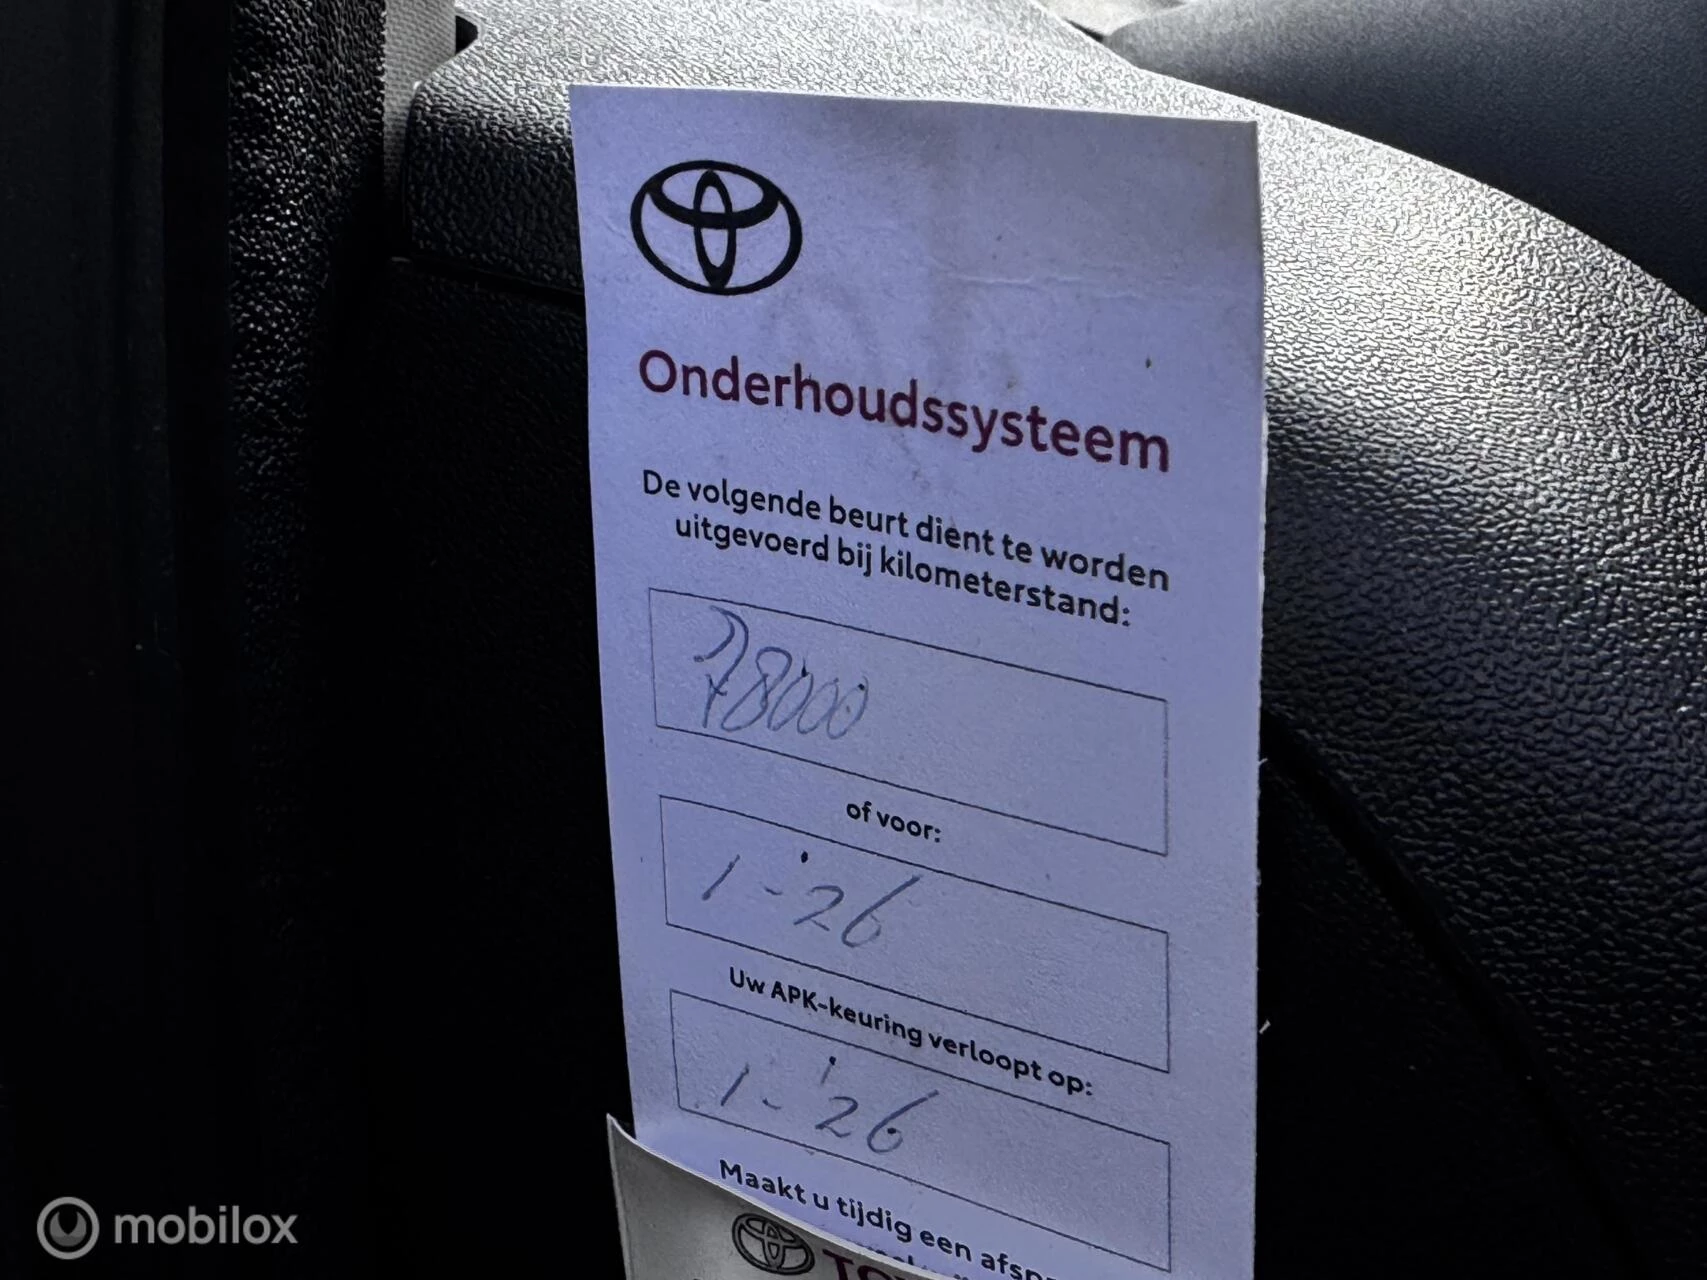 Onderhoudssysteem
De volgende beurt dient te worden
uitgevoerd bij kilometerstand:
78000
of voor:
1-'26
Uw APK-keuring verloopt op:
1-'26
Maakt u tijdig een
mobilox